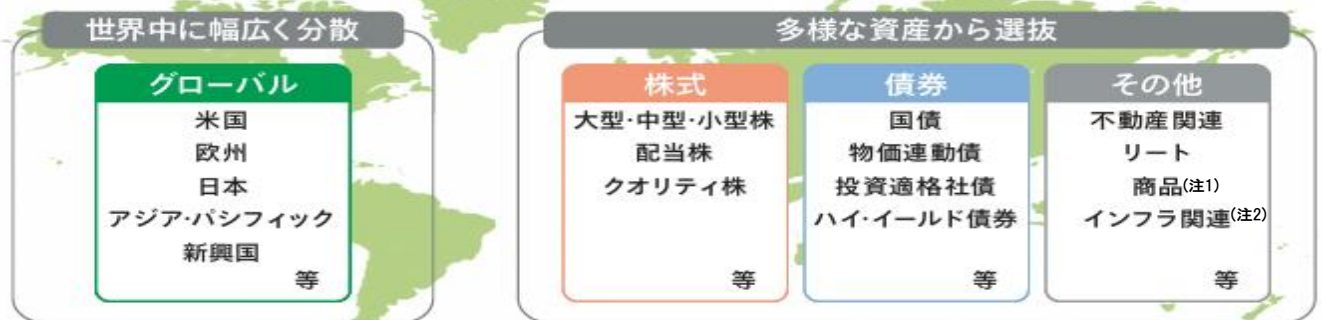 世界中に幅広く分散
グローバル
米国
欧州
日本
アジア･パシフィック
新興国
等
多様な資産から選抜
株式
大型･中型･小型株
配当株
クオリティ株
等
債券
国債
物価連動債
投資適格社債
ハイ･イールド債券
等
その他
不動産関連
リート
商品(注1)
インフラ関連(注2)
等